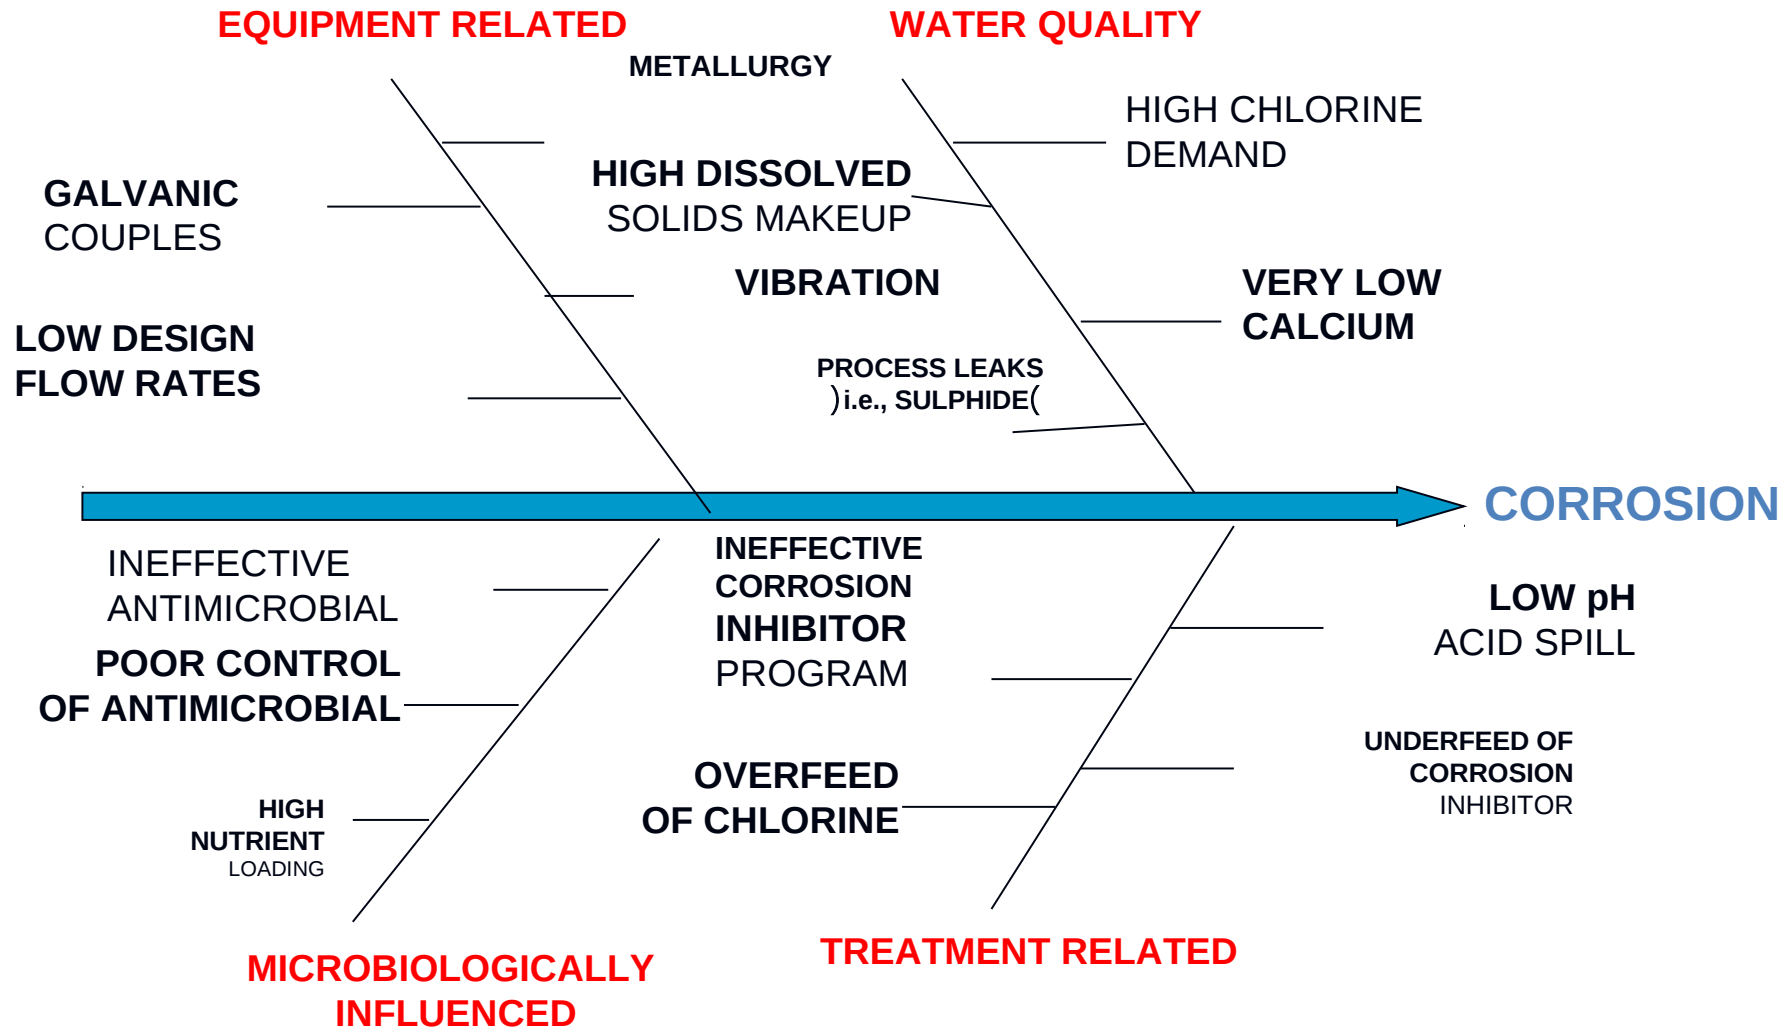 EQUIPMENT RELATED
WATER QUALITY
METALLURGY
HIGH CHLORINE
DEMAND
GALVANIC
COUPLES
HIGH DISSOLVED
SOLIDS MAKEUP
VIBRATION
VERY LOW
CALCIUM
LOW DESIGN
FLOW RATES
PROCESS LEAKS
)i.e., SULPHIDE(
CORROSION
INEFFECTIVE
ANTIMICROBIAL
POOR CONTROL
OF ANTIMICROBIAL
HIGH
NUTRIENT
LOADING
INEFFECTIVE
CORROSION
INHIBITOR
PROGRAM
LOW pH
ACID SPILL
OVERFEED
OF CHLORINE
UNDERFEED OF
CORROSION
INHIBITOR
MICROBIOLOGICALLY
INFLUENCED
TREATMENT RELATED